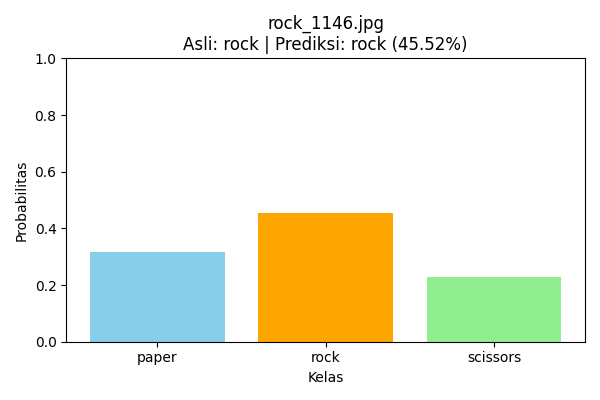 rock_1146.jpg
Asli: rock | Prediksi: rock (45.52%)
1.0
0.8
0.6
0.4
0.2
0.0
Probabilitas
paper
rock
scissors
Kelas